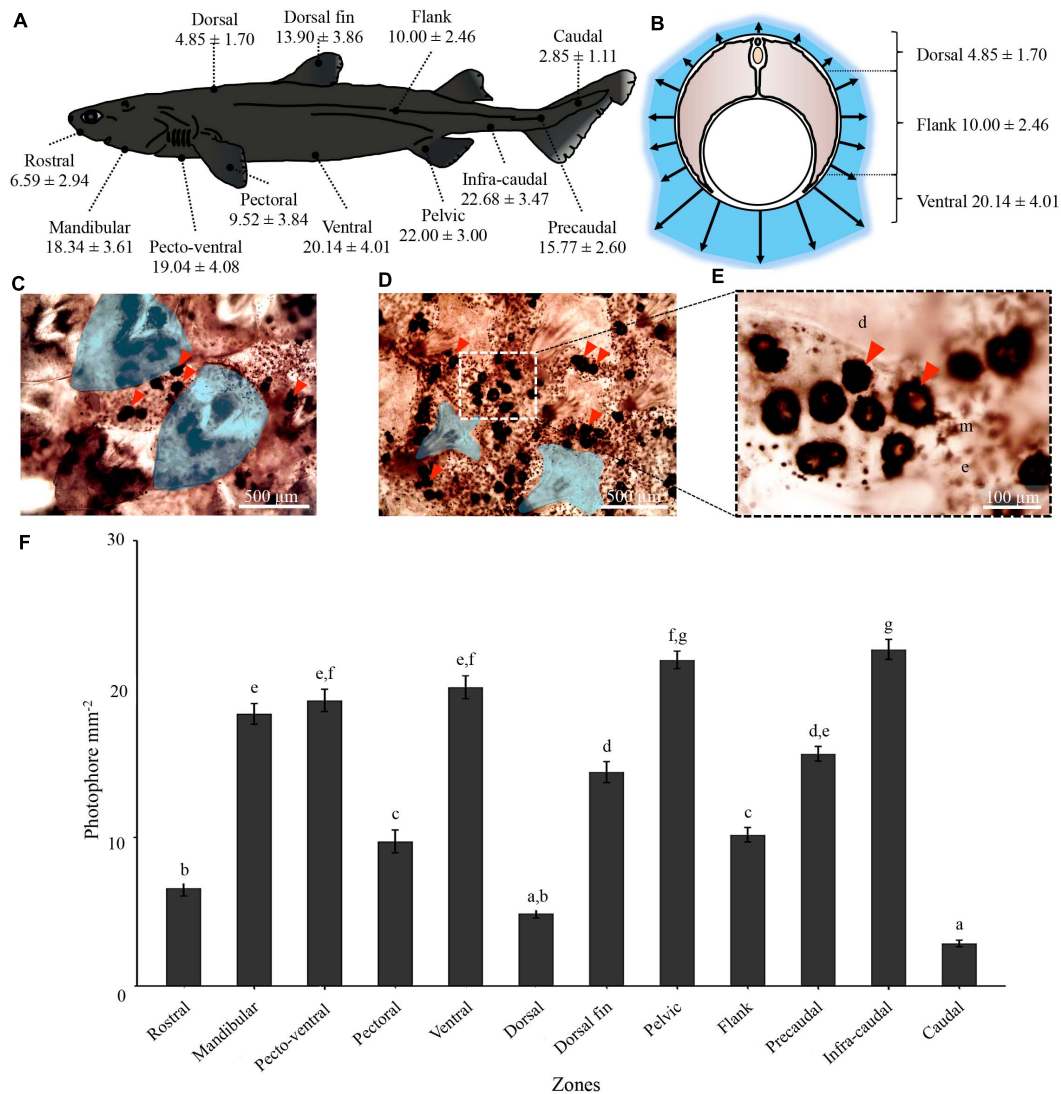 A
Dorsal
4.85 ± 1.70
Dorsal fin
13.90 ± 3.86
Flank
10.00 ± 2.46
Caudal
2.85 ± 1.11
Rostral
6.59 ± 2.94
Mandibular
18.34 ± 3.61
Pecto-ventral
19.04 ± 4.08
Pectoral
9.52 ± 3.84
Ventral
20.14 ± 4.01
Pelvic
22.00 ± 3.00
Infra-caudal
22.68 ± 3.47
Precaudal
15.77 ± 2.60
B
Dorsal 4.85 ± 1.70
Flank 10.00 ± 2.46
Ventral 20.14 ± 4.01
C
500 µm
D
500 µm
E
d
m
e
100 µm
F
30
20
10
0
Photophore mm-2
b
e
e,f
c
e,f
a,b
d
f,g
c
d,e
g
a
Rostral
Mandibular
Pecto-ventral
Pectoral
Ventral
Dorsal
Dorsal fin
Pelvic
Flank
Precaudal
Infra-caudal
Caudal
Zones